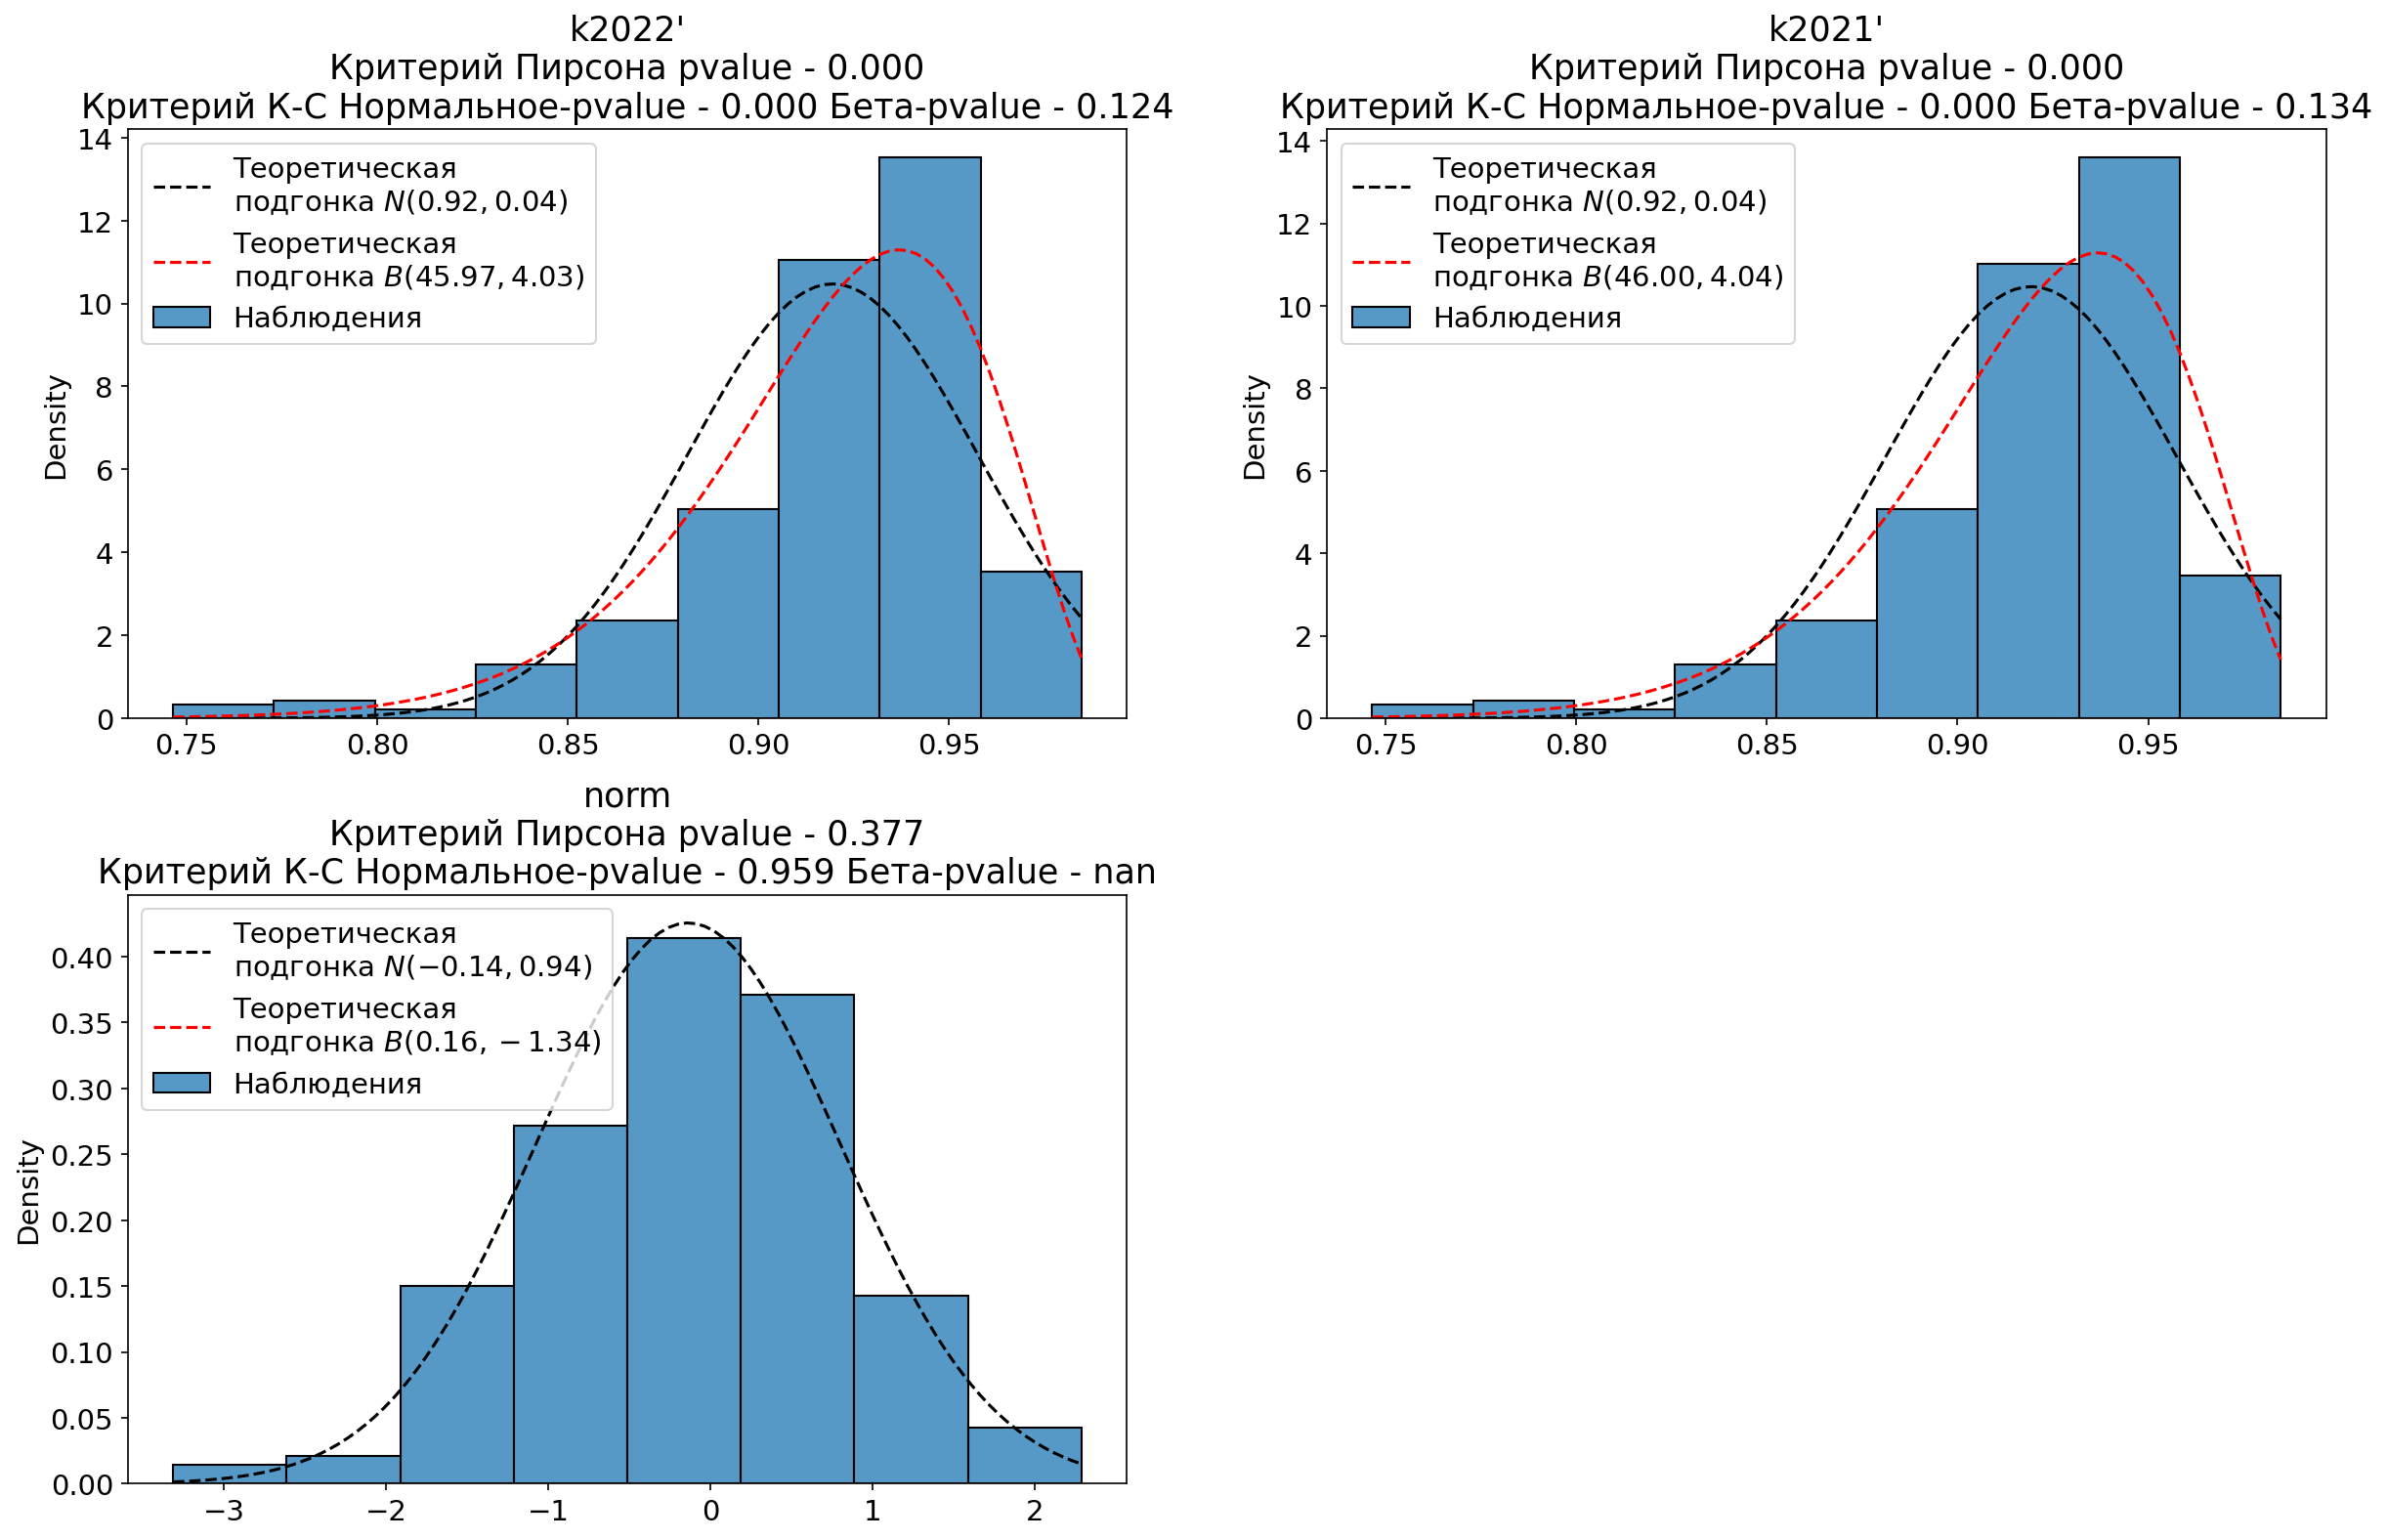 k2022'
Критерий Пирсона pvalue - 0.000
Критерий К-С Нормальное-pvalue - 0.000 Бета-pvalue - 0.124
Теоретическая
подгонка N(0.92, 0.04)
Теоретическая
подгонка B(45.97, 4.03)
Наблюдения
Density
14
12
10
8
6
4
2
0
0.75 0.80 0.85 0.90 0.95
k2021'
Критерий Пирсона pvalue - 0.000
Критерий К-С Нормальное-pvalue - 0.000 Бета-pvalue - 0.134
Теоретическая
подгонка N(0.92, 0.04)
Теоретическая
подгонка B(46.00, 4.04)
Наблюдения
Density
14
12
10
8
6
4
2
0
0.75 0.80 0.85 0.90 0.95
norm
Критерий Пирсона pvalue - 0.377
Критерий К-С Нормальное-pvalue - 0.959 Бета-pvalue - nan
Теоретическая
подгонка N(−0.14, 0.94)
Теоретическая
подгонка B(0.16, −1.34)
Наблюдения
Density
0.40
0.35
0.30
0.25
0.20
0.15
0.10
0.05
0.00
−3 −2 −1 0 1 2